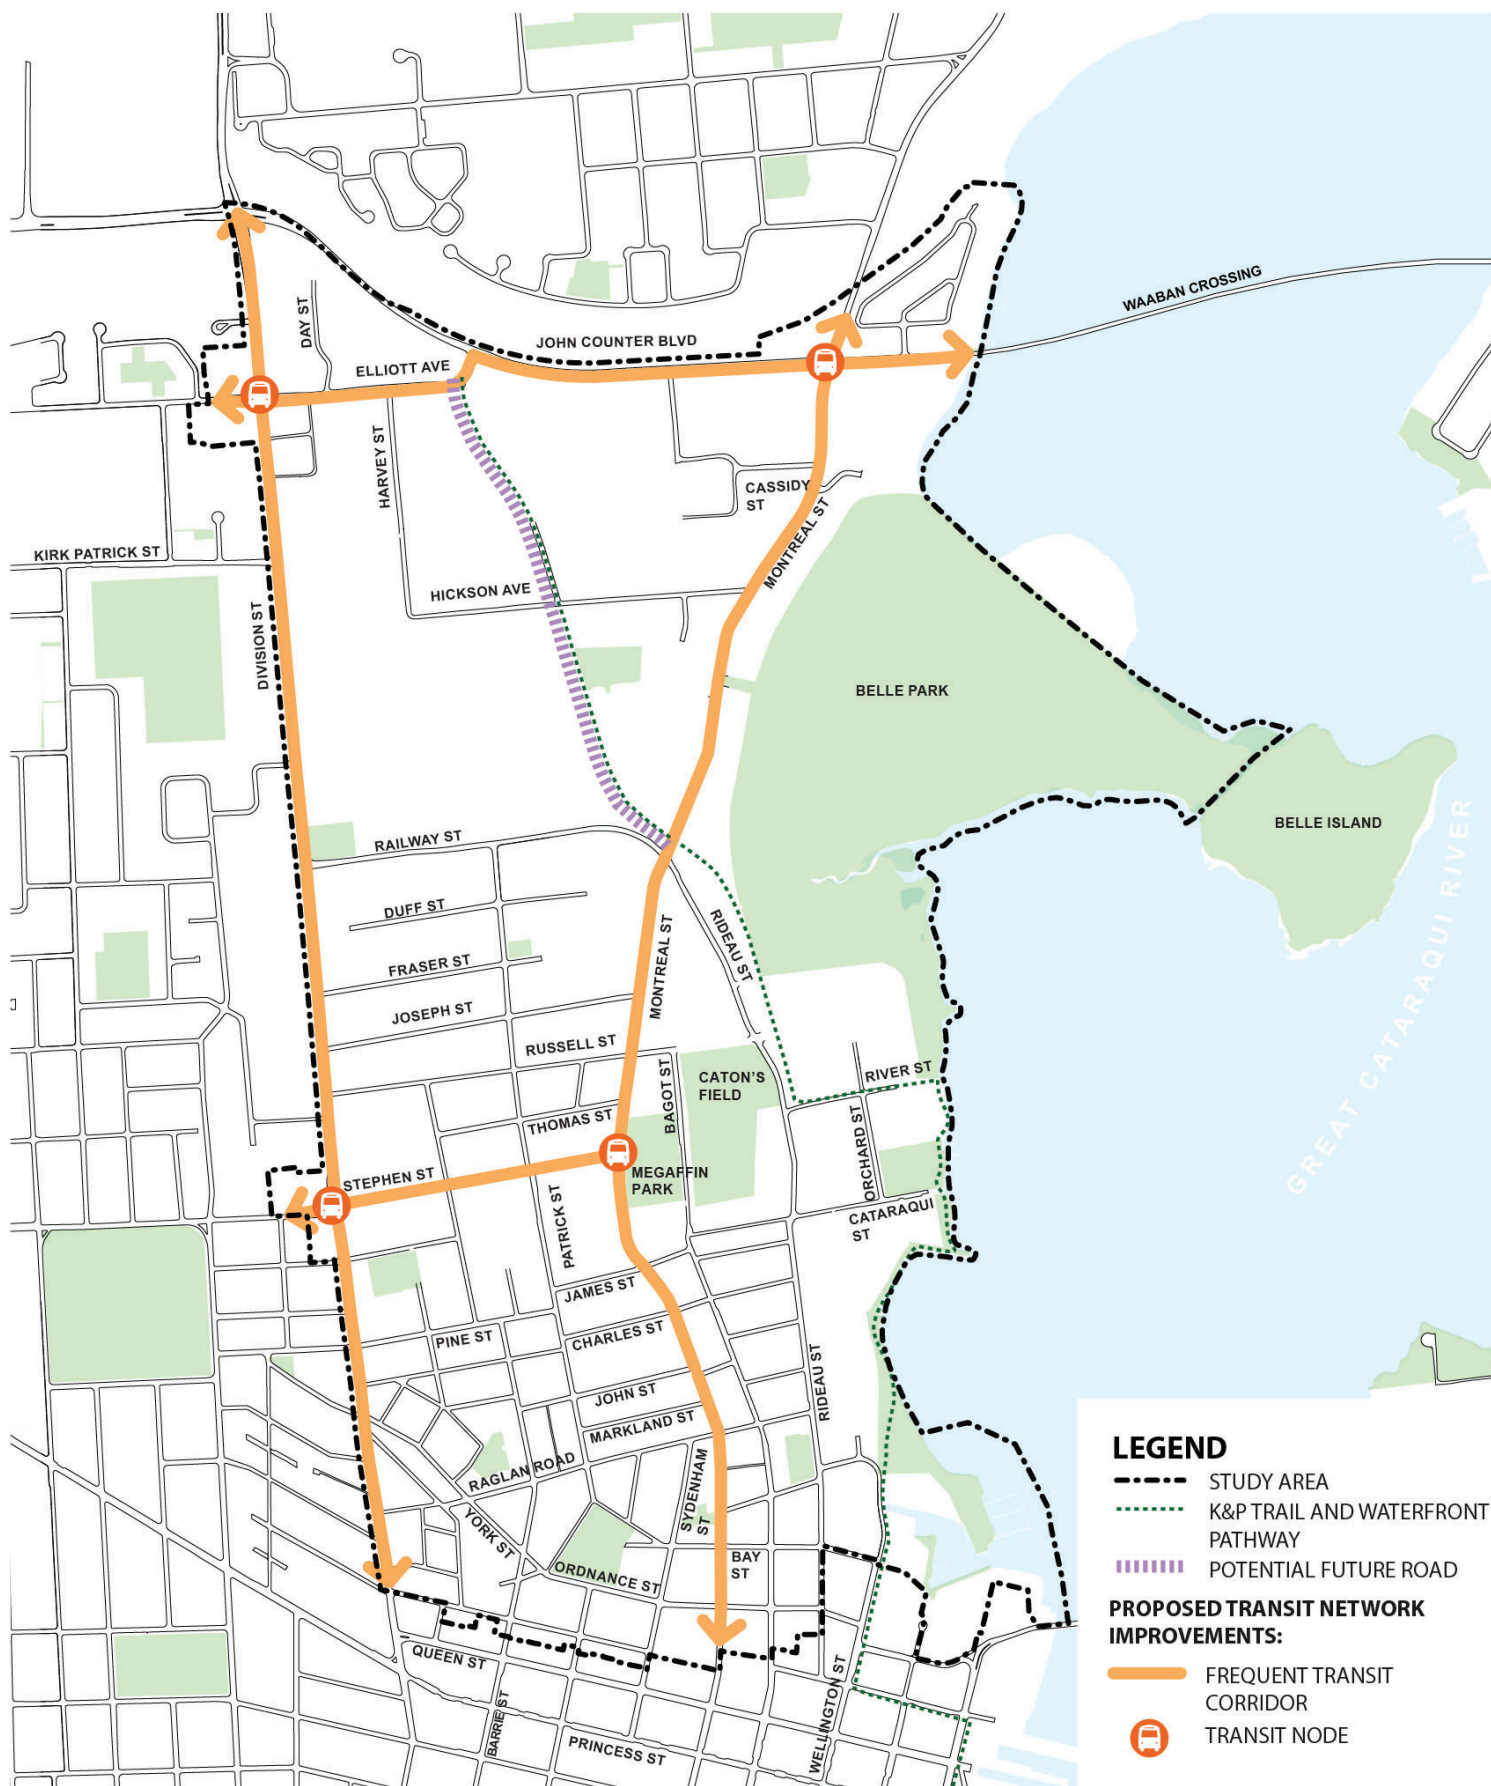 WAABAN CROSSING
DAY ST
JOHN COUNTER BLVD
ELLIOTT AVE
HARVEY ST
CASSIDY
ST
MONTREAL ST
KIRK PATRICK ST
HICKSON AVE
DIVISION ST
BELLE PARK
BELLE ISLAND
GREAT CATARAQUI RIVER
RAILWAY ST
DUFF ST
RIDEAU ST
MONTREAL ST
FRASER ST
JOSEPH ST
RUSSELL ST
BAGOT ST
CATON'S
FIELD
RIVER ST
THOMAS ST
ORCHARD ST
STEPHEN ST
MEGAFFIN
PARK
PATRICK ST
CATARAQUI
ST
JAMES ST
PINE ST
CHARLES ST
RIDEAU ST
JOHN ST
MARKLAND ST
RAGLAN ROAD
SYDENHAM
ST
YORK ST
BAY
ST
ORDNANCE ST
QUEEN ST
BARRIE ST
WELLINGTON ST
PRINCESS ST
LEGEND
STUDY AREA
K&P TRAIL AND WATERFRONT
PATHWAY
POTENTIAL FUTURE ROAD
PROPOSED TRANSIT NETWORK
IMPROVEMENTS:
FREQUENT TRANSIT
CORRIDOR
TRANSIT NODE